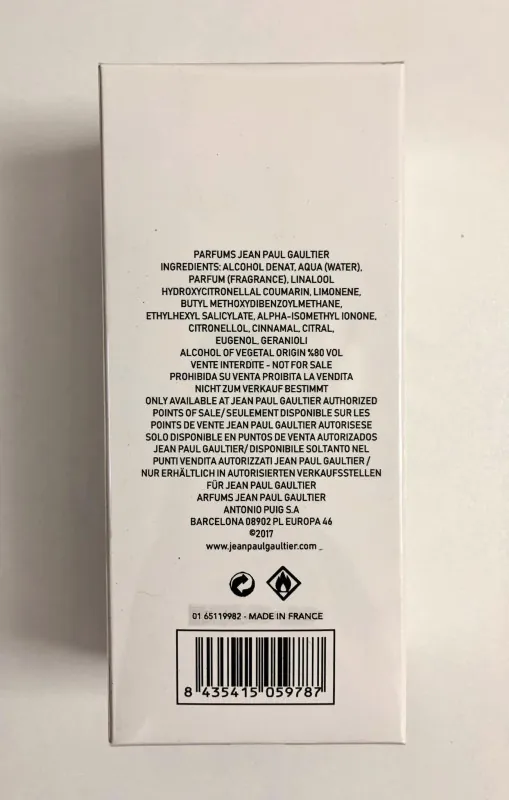 PARFUMS JEAN PAUL GAULTIER
INGREDIENTS: ALCOHOL DENAT, AQUA (WATER),
PARFUM (FRAGRANCE), LINALOOL
HYDROXYCITRONELLAL COUMARIN, LIMONENE,
BUTYL METHOXYDIBENZOYLMETHANE,
ETHYLHEXYL SALICYLATE, ALPHA-ISOMETHYL IONONE,
CITRONELLOL, CINNAMAL, CITRAL,
EUGENOL, GERANIOLI
ALCOHOL OF VEGETAL ORIGIN %80 VOL
VENTE INTERDITE - NOT FOR SALE
PROHIBIDA SU VENTA PROIBITA LA VENDITA
NICHT ZUM VERKAUF BESTIMMT
ONLY AVAILABLE AT JEAN PAUL GAULTIER AUTHORIZED
POINTS OF SALE/ SEULEMENT DISPONIBLE SUR LES
POINTS DE VENTE JEAN PAUL GAULTIER AUTORISESE
SOLO DISPONIBLE EN PUNTOS DE VENTA AUTORIZADOS
JEAN PAUL GAULTIER/ DISPONIBILE SOLTANTO NEL
PUNTI VENDITA AUTORIZZATI JEAN PAUL GAULTIER /
NUR ERHÄLTLICH IN AUTORISIERTEN VERKAUFSSTELLEN
FÜR JEAN PAUL GAULTIER
ARFUMS JEAN PAUL GAULTIER
ANTONIO PUIG S.A
BARCELONA 08902 PL EUROPA 46
©2017
www.jeanpaulgaultier.com _
01 65119982 - MADE IN FRANCE
8 435415 059787